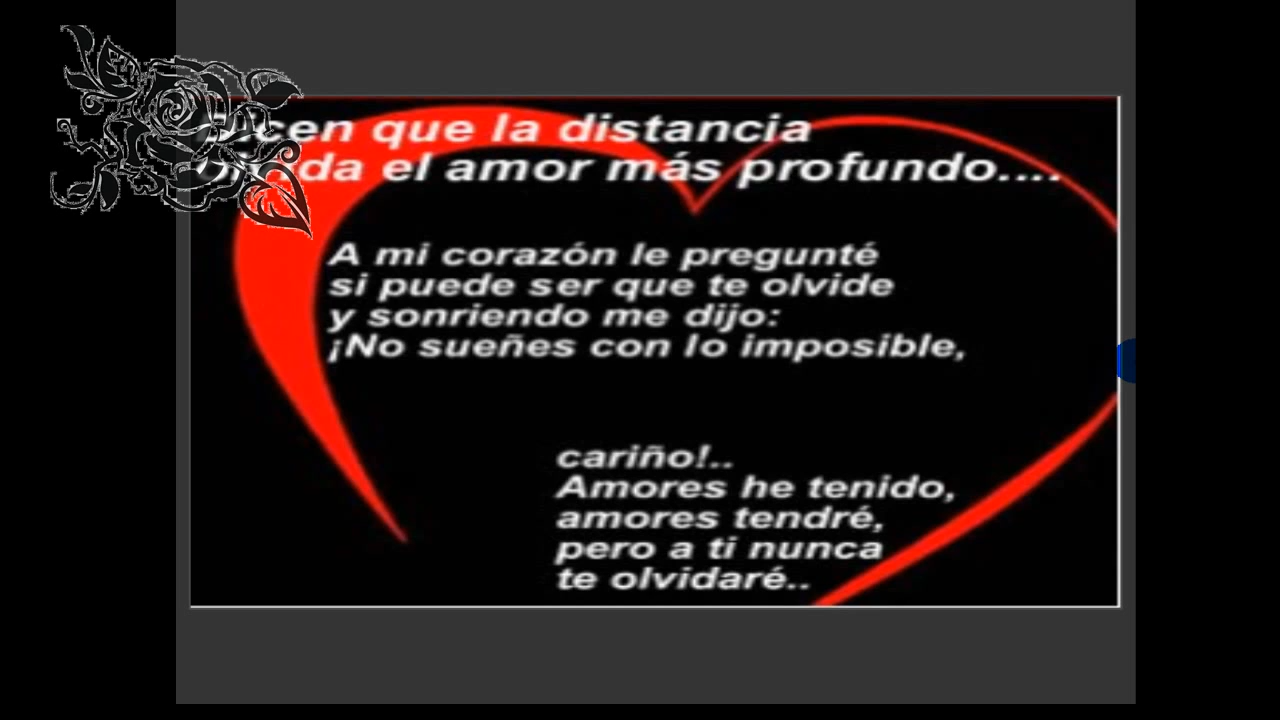 que la distancia
el amor más profundo....
A mi corazón le pregunté
si puede ser que te olvide
y sonriendo me dijo:
¡No sueñes con lo imposible,
cariño!..
Amores he tenido,
amores tendré,
pero a ti nunca
te olvidaré..